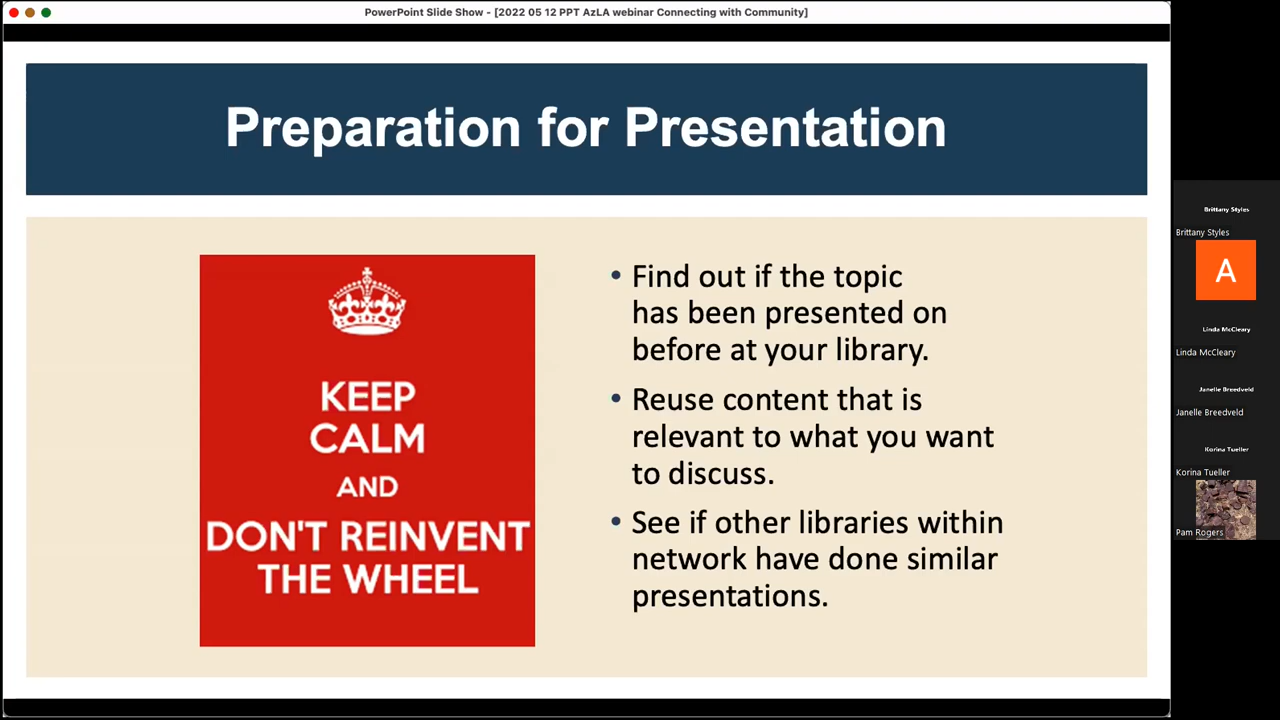 PowerPoint Slide Show - [2022 05 12 PPT AzLA webinar Connecting with Community]
Preparation for Presentation
KEEP
CALM
AND
DON'T REINVENT
THE WHEEL
• Find out if the topic
has been presented on
before at your library.
• Reuse content that is
relevant to what you want
to discuss.
• See if other libraries within
network have done similar
presentations.
Brittany Styles
Brittany Styles
A
Linda McCleary
Linda McCleary
Janelle Breedveld
Janelle Breedveld
Korina Tueller
Korina Tueller
Pam Rogers